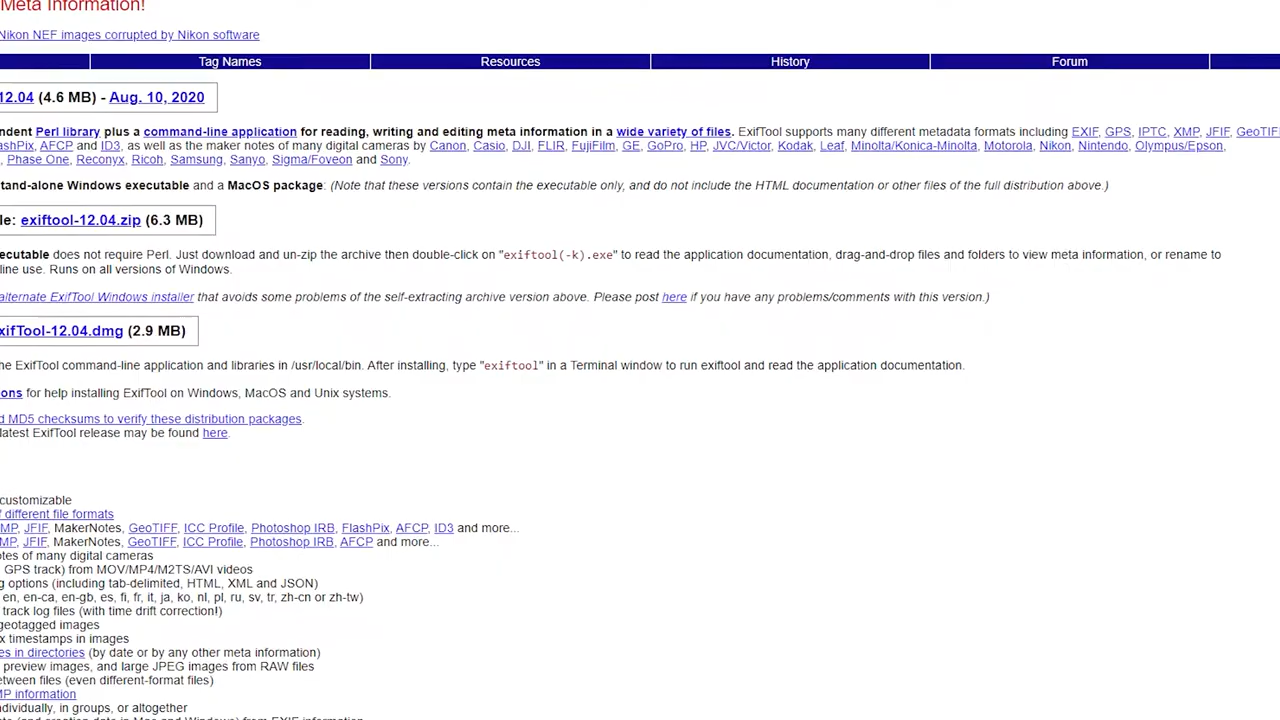 Meta Information!
Nikon NEF images corrupted by Nikon software
Tag Names Resources History Forum
12.04 (4.6 MB) - Aug. 10, 2020
ndent Perl library plus a command-line application for reading, writing and editing meta information in a wide variety of files. ExifTool supports many different metadata formats including EXIF, GPS, IPTC, XMP, JFIF, GeoTIF
ashPix, AFCP and ID3, as well as the maker notes of many digital cameras by Canon, Casio, DJI, FLIR, FujiFilm, GE, GoPro, HP, JVC/Victor, Kodak, Leaf, Minolta/Konica-Minolta, Motorola, Nikon, Nintendo, Olympus/Epson,
, Phase One, Reconyx, Ricoh, Samsung, Sanyo, Sigma/Foveon and Sony.
tand-alone Windows executable and a MacOS package: (Note that these versions contain the executable only, and do not include the HTML documentation or other files of the full distribution above.)
le: exiftool-12.04.zip (6.3 MB)
ecutable does not require Perl. Just download and un-zip the archive then double-click on "exiftool(-k).exe" to read the application documentation, drag-and-drop files and folders to view meta information, or rename to
line use. Runs on all versions of Windows.
alternate ExifTool Windows installer that avoids some problems of the self-extracting archive version above. Please post here if you have any problems/comments with this version.)
xifTool-12.04.dmg (2.9 MB)
he ExifTool command-line application and libraries in /usr/local/bin. After installing, type "exiftool" in a Terminal window to run exiftool and read the application documentation.
ons for help installing ExifTool on Windows, MacOS and Unix systems.
d MD5 checksums to verify these distribution packages.
latest ExifTool release may be found here.
customizable
f different file formats
MP, JFIF, MakerNotes, GeoTIFF, ICC Profile, Photoshop IRB, FlashPix, AFCP, ID3 and more...
MP, JFIF, MakerNotes, GeoTIFF, ICC Profile, Photoshop IRB, AFCP and more...
otes of many digital cameras
GPS track) from MOV/MP4/M2TS/AVI videos
g options (including tab-delimited, HTML, XML and JSON)
en, en-ca, en-gb, es, fi, fr, it, ja, ko, nl, pl, ru, sv, tr, zh-cn or zh-tw)
track log files (with time drift correction!)
geotagged images
x timestamps in images
es in directories (by date or by any other meta information)
preview images, and large JPEG images from RAW files
etween files (even different-format files)
MP information
dividually, in groups, or altogether